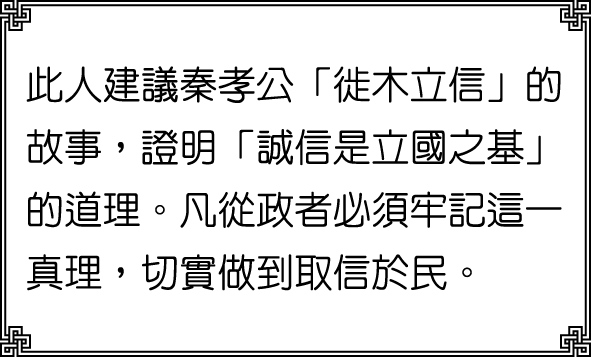 此人建議秦孝公「徙木立信」的
故事，證明「誠信是立國之基」
的道理。凡從政者必須牢記這一
真理，切實做到取信於民。